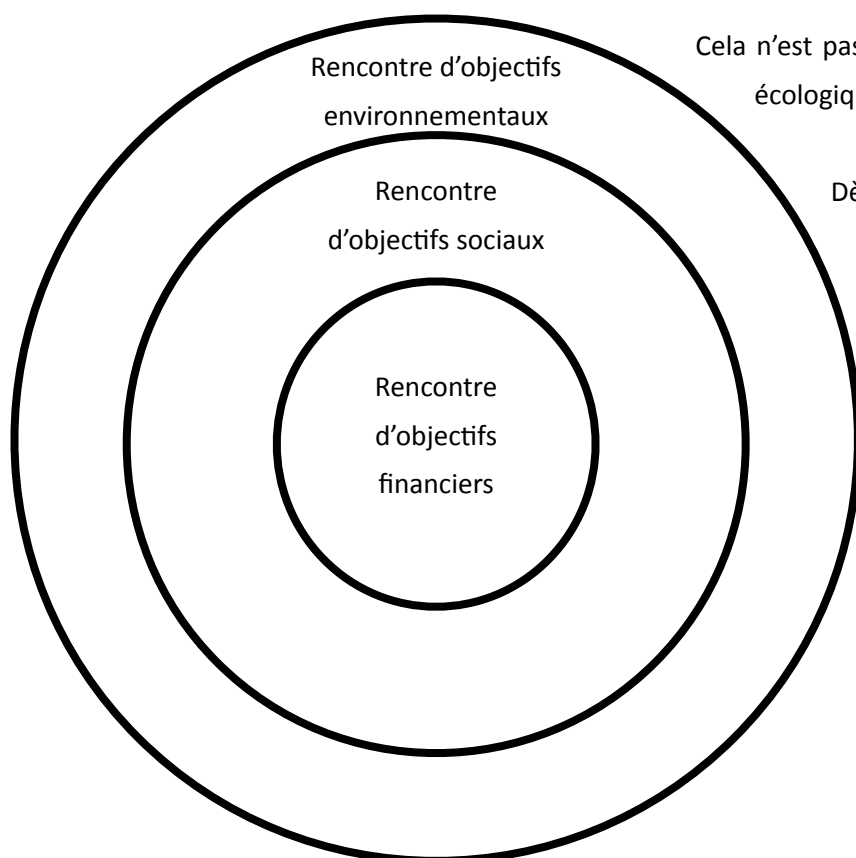 Rencontre d'objectifs
environnementaux
Rencontre
d'objectifs sociaux
Rencontre
d'objectifs
financiers
Cela n'est pas
écologiq
Dè